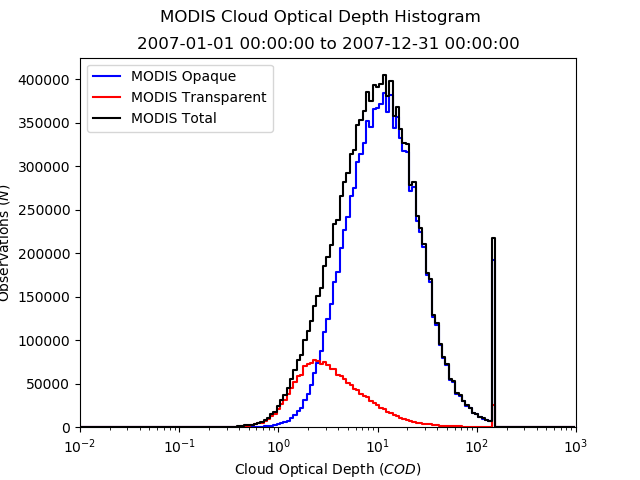 MODIS Cloud Optical Depth Histogram
2007-01-01 00:00:00 to 2007-12-31 00:00:00
MODIS Opaque
MODIS Transparent
MODIS Total
400000
350000
300000
250000
200000
150000
100000
50000
0
Observations (N)
10⁻² 10⁻¹ 10⁰ 10¹ 10² 10³
Cloud Optical Depth (COD)